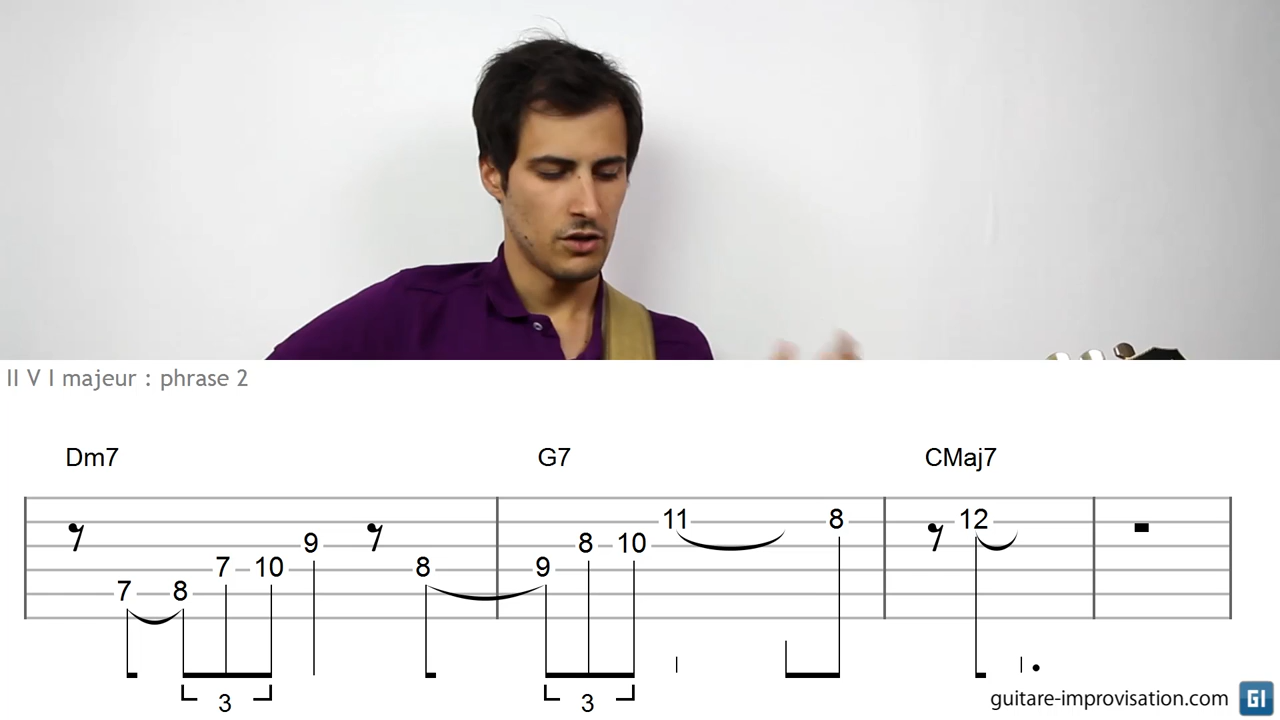 II V I majeur : phrase 2
Dm7 G7 CMaj7
11 8 12
9 8 10
7 10 8 9
7 8
3 3
guitare-improvisation.com GI